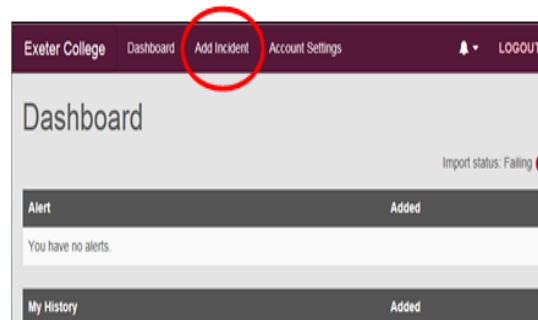 Exeter College Dashboard Add Incident Account Settings LOGOUT
Dashboard
Import status: Failing
Alert Added
You have no alerts.
My History Added